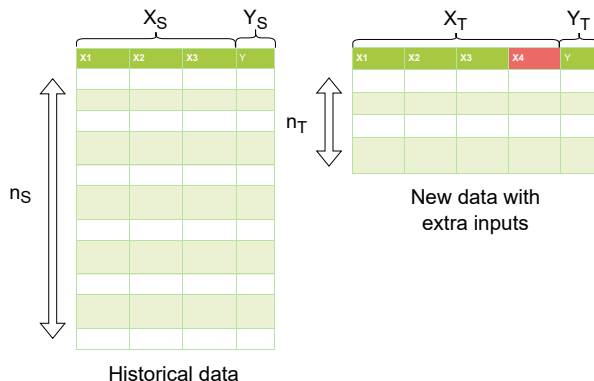 X_S Y_S
X1 X2 X3 Y
n_S
Historical data
X_T Y_T
X1 X2 X3 X4 Y
n_T
New data with
extra inputs